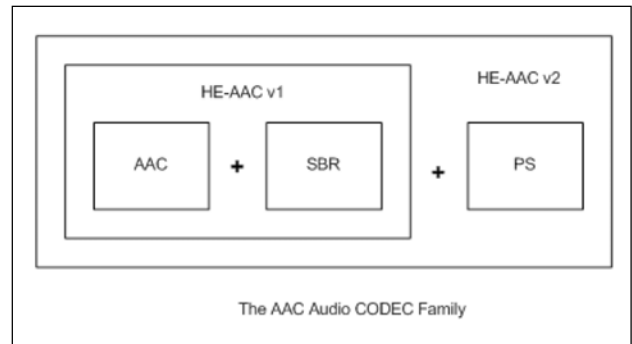 HE-AAC v1
HE-AAC v2
AAC + SBR + PS
The AAC Audio CODEC Family